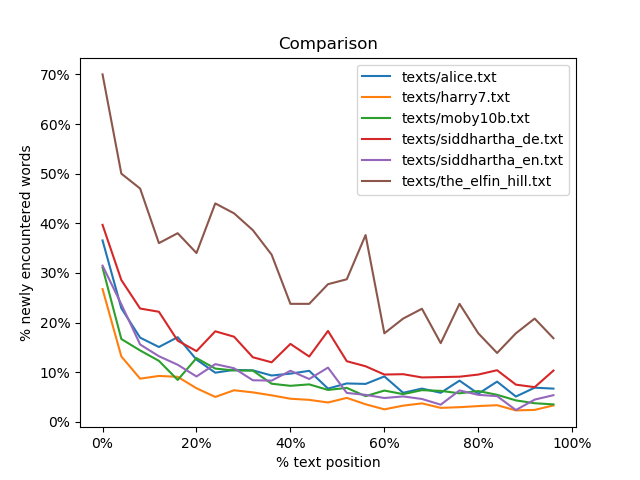 Comparison
texts/alice.txt
texts/harry7.txt
texts/moby10b.txt
texts/siddhartha_de.txt
texts/siddhartha_en.txt
texts/the_elfin_hill.txt
% newly encountered words
70%
60%
50%
40%
30%
20%
10%
0%
0%
20%
40%
60%
80%
100%
% text position